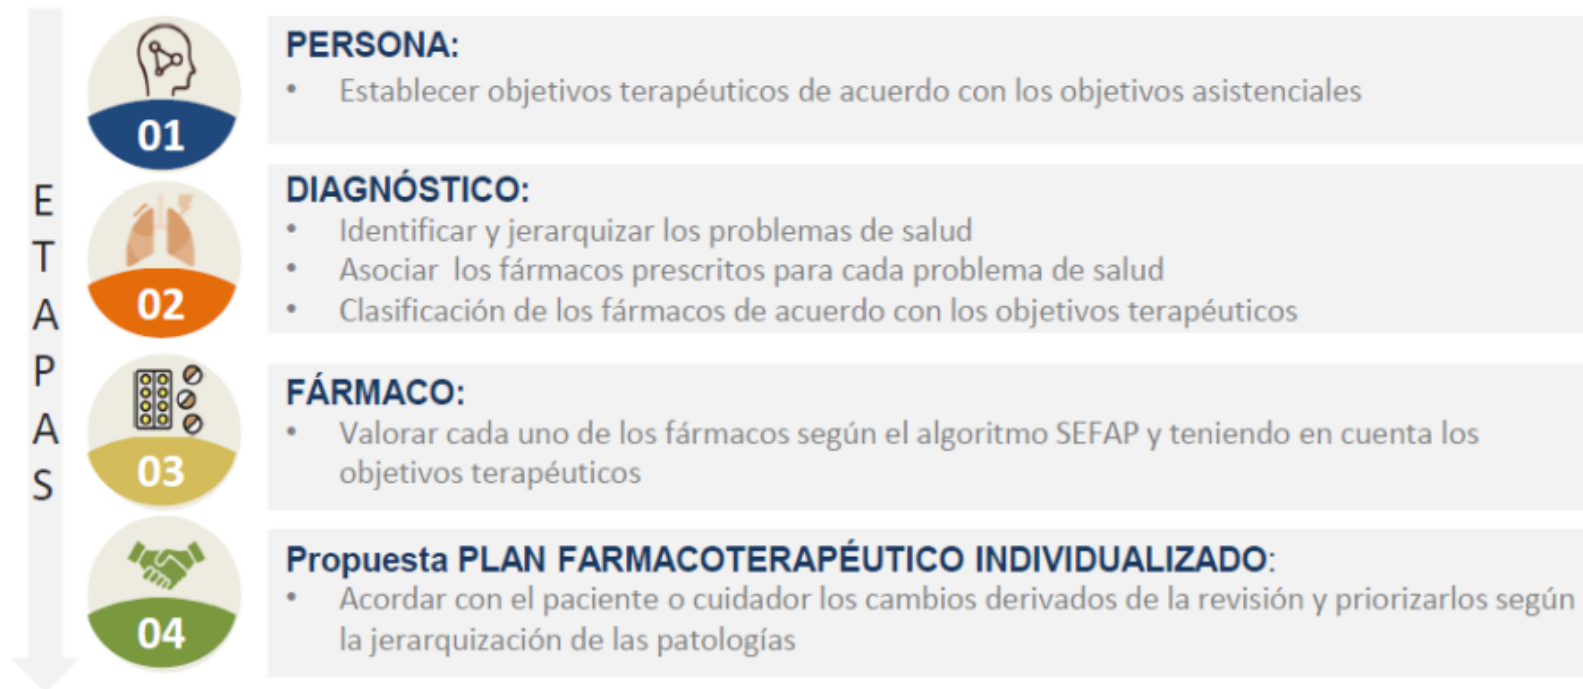 ETAPAS
01
PERSONA:
• Establecer objetivos terapéuticos de acuerdo con los objetivos asistenciales
02
DIAGNÓSTICO:
• Identificar y jerarquizar los problemas de salud
• Asociar los fármacos prescritos para cada problema de salud
• Clasificación de los fármacos de acuerdo con los objetivos terapéuticos
03
FÁRMACO:
• Valorar cada uno de los fármacos según el algoritmo SEFAP y teniendo en cuenta los
objetivos terapéuticos
04
Propuesta PLAN FARMACOTERAPÉUTICO INDIVIDUALIZADO:
• Acordar con el paciente o cuidador los cambios derivados de la revisión y priorizarlos según
la jerarquización de las patologías